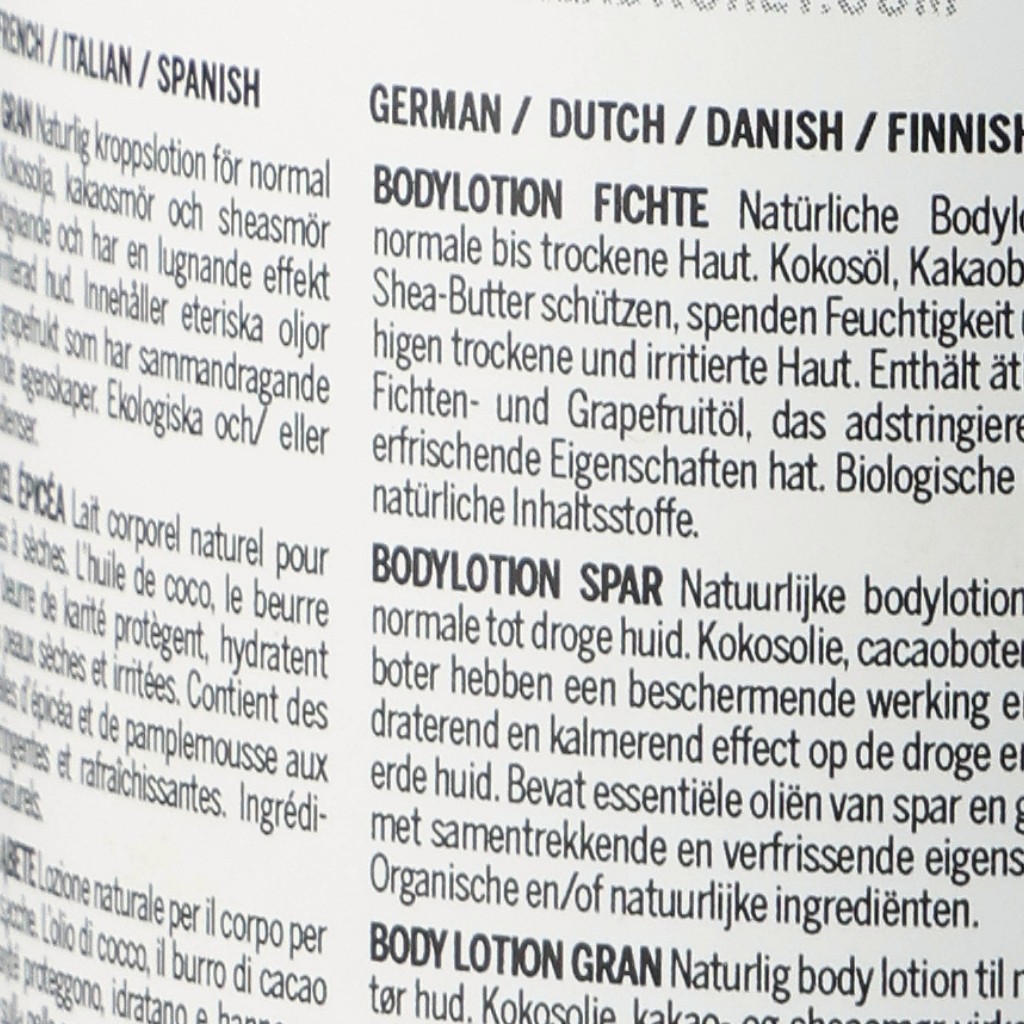 / ITALIAN / SPANISH
Naturlig kroppslotion för normal
kakaosmör och sheasmör
och har en lugnande effekt
hud. Innehåller eteriska oljor
som har sammandragande
egenskaper. Ekologiska och/ eller
ÉPICÉA Lait corporel naturel pour
à sèches. L'huile de coco, le beurre
de karité protègent, hydratent
peaux sèches et irritées. Contient des
d'épicéa et de pamplemousse aux
et rafraîchissantes. Ingrédi-
Lozione naturale per il corpo per
L'olio di cocco, il burro di cacao
proteggono, idratano e
GERMAN / DUTCH / DANISH / FINNISH
BODYLOTION FICHTE Natürliche Bodyl
normale bis trockene Haut. Kokosöl, Kakaob
Shea-Butter schützen, spenden Feuchtigkeit
higen trockene und irritierte Haut. Enthält ät
Fichten- und Grapefruitöl, das adstringiere
erfrischende Eigenschaften hat. Biologische
natürliche Inhaltsstoffe.
BODYLOTION SPAR Natuurlijke bodylotion
normale tot droge huid. Kokosolie, cacaoboter
boter hebben een beschermende werking e
draterend en kalmerend effect op de droge e
erde huid. Bevat essentiële oliën van spar en g
met samentrekkende en verfrissende eigens
Organische en/of natuurlijke ingrediënten.
BODY LOTION GRAN Naturlig body lotion til
tør hud. Kokosolie, kakao- og